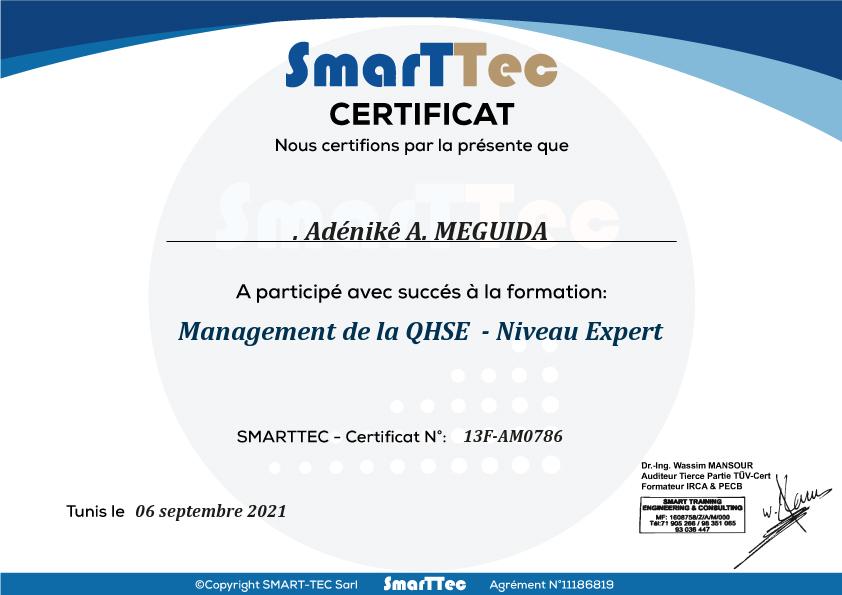 SmarTTec
CERTIFICAT
Nous certifions par la présente que
SmarTTec
. Adénikê A. MEGUIDA
A participé avec succés à la formation:
Management de la QHSE - Niveau Expert
SMARTTEC - Certificat N°: 13F-AM0786
Dr.-Ing. Wassim MANSOUR
Auditeur Tierce Partie TÜV-Cert
Formateur IRCA & PECB
SMART TRAINING
ENGINEERING & CONSULTING
MF: 1608758/Z/A/M/000
Tél:71 905 266 / 98 351 065
93 036 447
Tunis le 06 septembre 2021
©Copyright SMART-TEC Sarl SmarTTec Agrément N°11186819